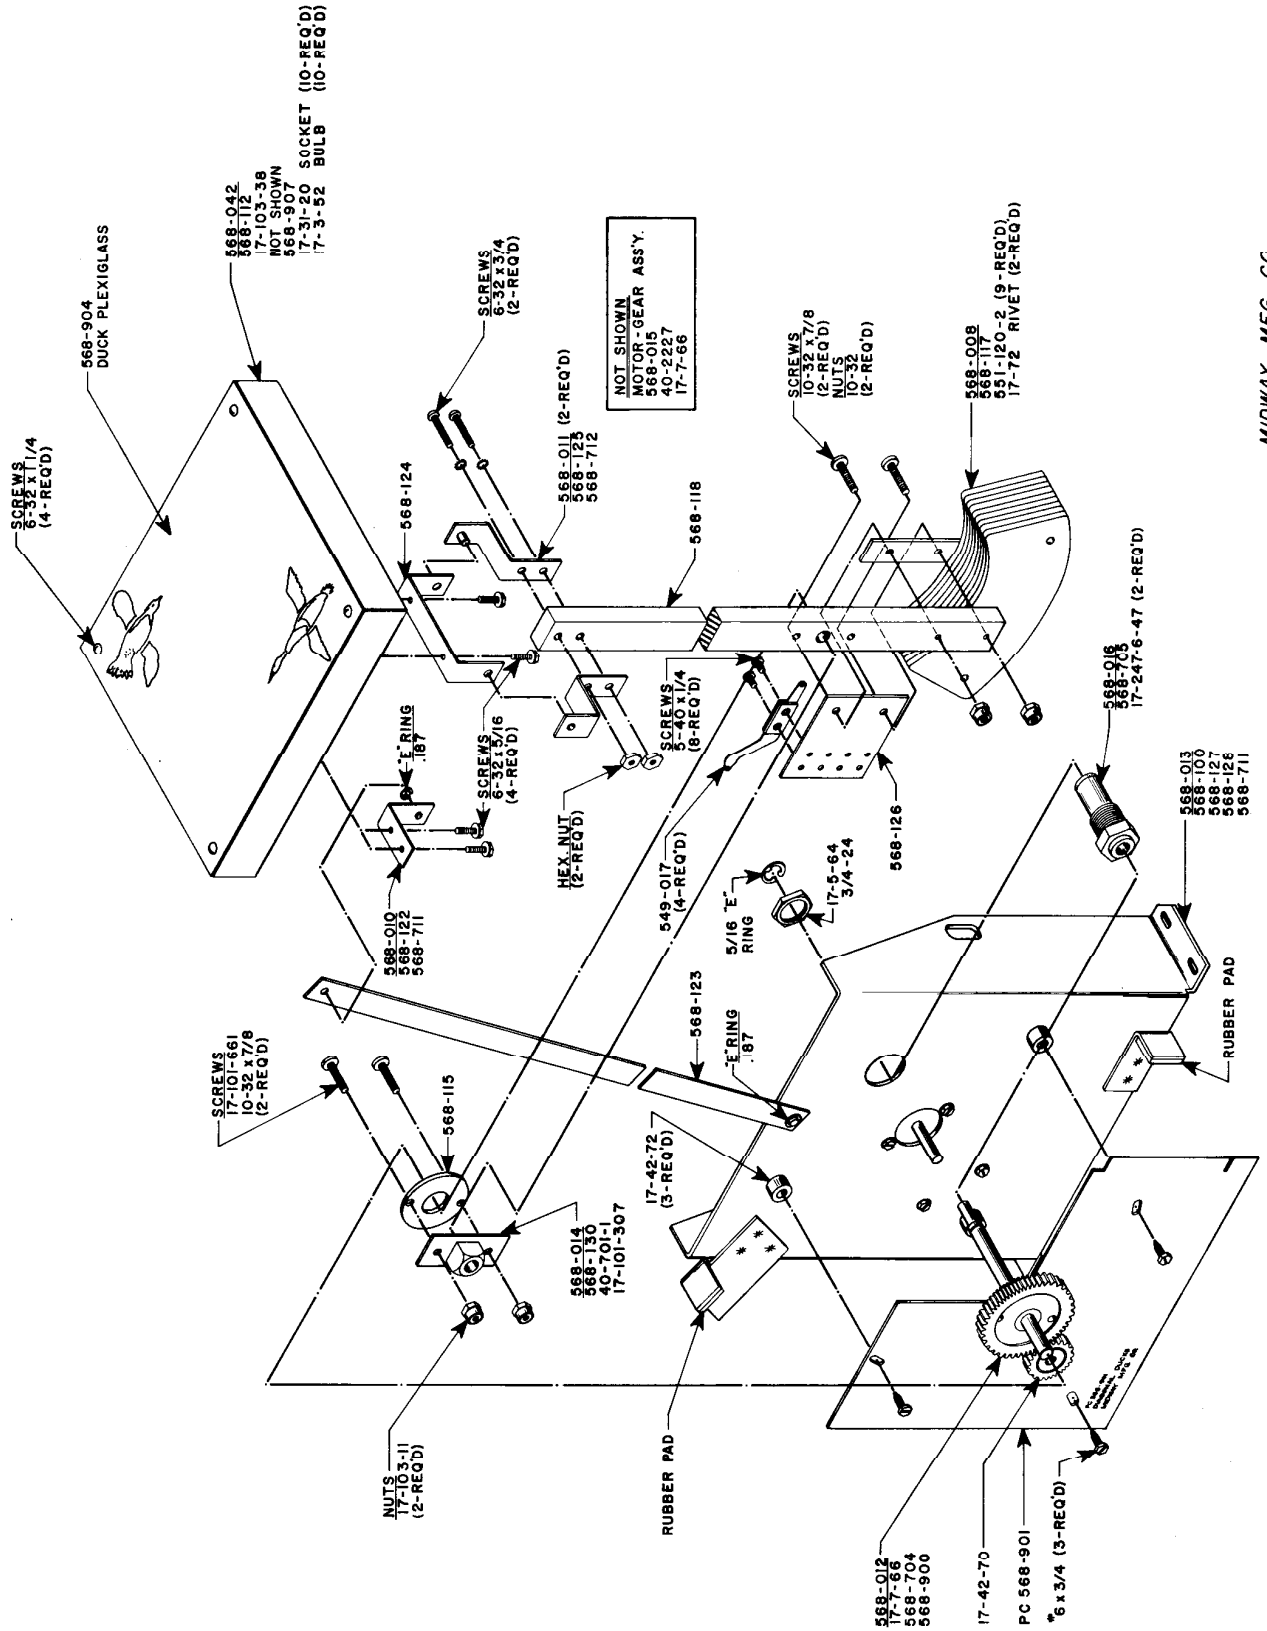 SCREWS
6-32 x 1 1/4
(4-REQ'D)
568-904
DUCK PLEXIGLASS
568-042
568-112
17-103-38
NOT SHOWN
568-907
17-31-20 SOCKET (10-REQ'D)
17-3-52 BULB (10-REQ'D)
568-124
SCREWS
6-32 x 3/4
(2-REQ'D)
568-011 (2-REQ'D)
568-125
568-712
NOT SHOWN
MOTOR-GEAR ASS'Y.
568-015
40-2227
17-7-66
568-118
SCREWS
10-32 x 7/8
(2-REQ'D)
NUTS
10-32
(2-REQ'D)
568-008
568-117
551-120-2 (9-REQ'D)
17-72 RIVET (2-REQ'D)
"E" RING
.187
SCREWS
6-32 x 5/16
(4-REQ'D)
568-010
568-122
568-711
HEX. NUT
(2-REQ'D)
SCREWS
5-40 x 1/4
(8-REQ'D)
549-017
(4-REQ'D)
568-126
568-016
568-705
17-247-6-47 (2-REQ'D)
568-013
568-100
568-127
568-128
568-711
5/16 "E"
RING
17-5-64
3/4-24
SCREWS
17-101-661
10-32 x 7/8
(2-REQ'D)
568-115
568-123
"E" RING
.187
17-42-72
(3-REQ'D)
568-014
568-130
40-701-1
17-101-307
NUTS
17-103-11
(2-REQ'D)
RUBBER PAD
RUBBER PAD
568-012
17-7-66
568-704
568-900
17-42-70
PC 568-901
#6 x 3/4 (3-REQ'D)
MIDWAY MFG. CO.